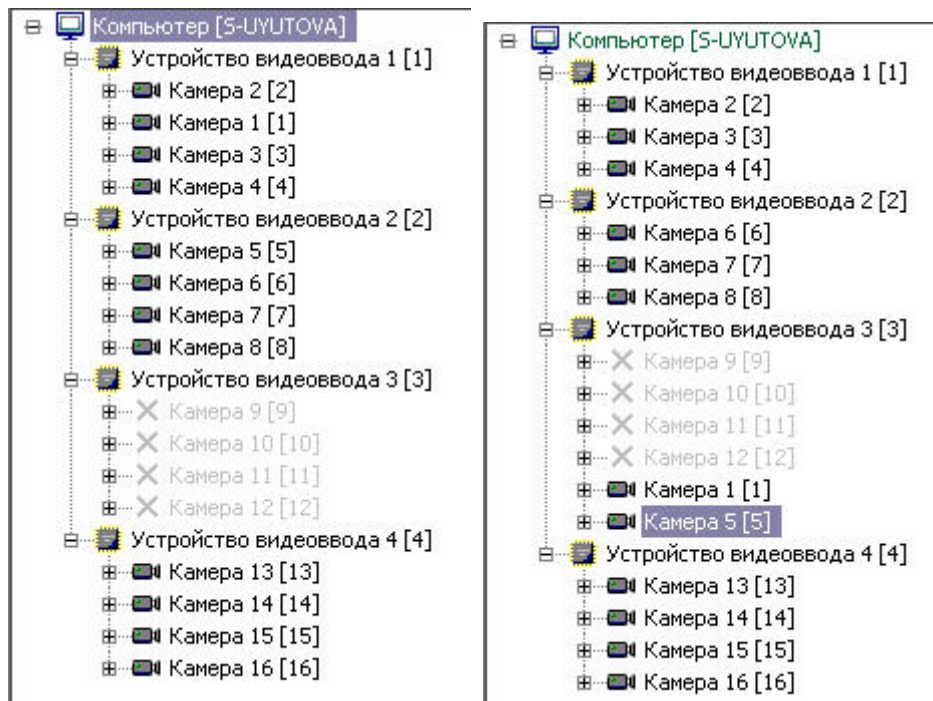 Компьютер [S-UYUTOVA]
Устройство видеоввода 1 [1]
Камера 2 [2]
Камера 1 [1]
Камера 3 [3]
Камера 4 [4]
Устройство видеоввода 2 [2]
Камера 5 [5]
Камера 6 [6]
Камера 7 [7]
Камера 8 [8]
Устройство видеоввода 3 [3]
Камера 9 [9]
Камера 10 [10]
Камера 11 [11]
Камера 12 [12]
Устройство видеоввода 4 [4]
Камера 13 [13]
Камера 14 [14]
Камера 15 [15]
Камера 16 [16]
Компьютер [S-UYUTOVA]
Устройство видеоввода 1 [1]
Камера 2 [2]
Камера 3 [3]
Камера 4 [4]
Устройство видеоввода 2 [2]
Камера 6 [6]
Камера 7 [7]
Камера 8 [8]
Устройство видеоввода 3 [3]
Камера 9 [9]
Камера 10 [10]
Камера 11 [11]
Камера 12 [12]
Камера 1 [1]
Камера 5 [5]
Устройство видеоввода 4 [4]
Камера 13 [13]
Камера 14 [14]
Камера 15 [15]
Камера 16 [16]